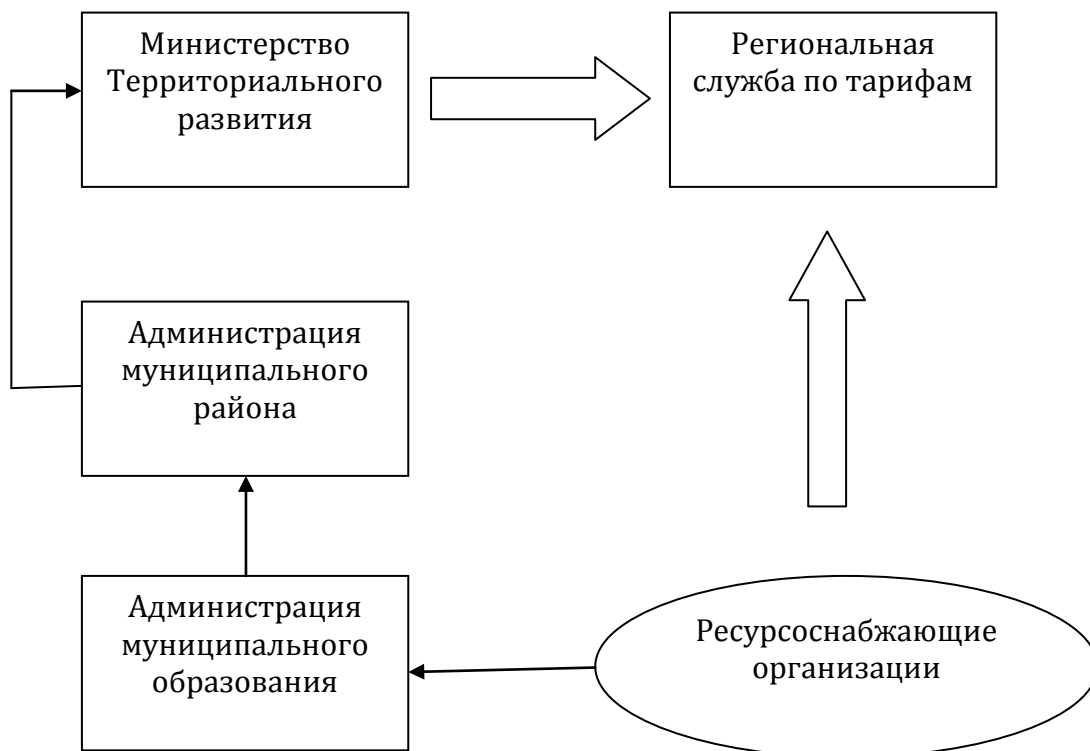 Министерство
Территориального
развития
Региональная
служба по тарифам
Администрация
муниципального
района
Администрация
муниципального
образования
Ресурсоснабжающие
организации